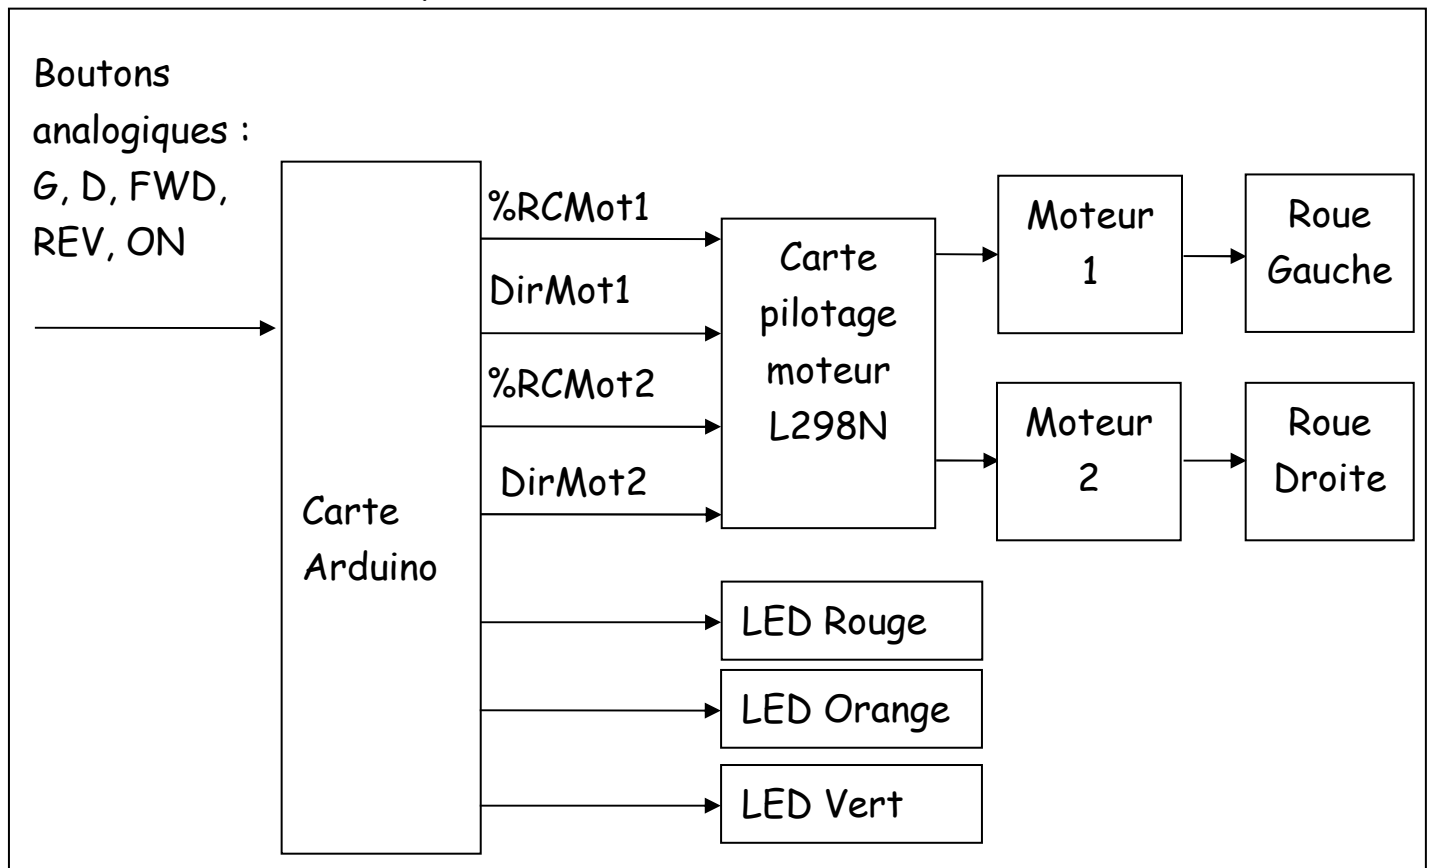 Boutons
analogiques :
G, D, FWD,
REV, ON
Carte
Arduino
%RCMot1
DirMot1
%RCMot2
DirMot2
Carte
pilotage
moteur
L298N
Moteur
1
Roue
Gauche
Moteur
2
Roue
Droite
LED Rouge
LED Orange
LED Vert